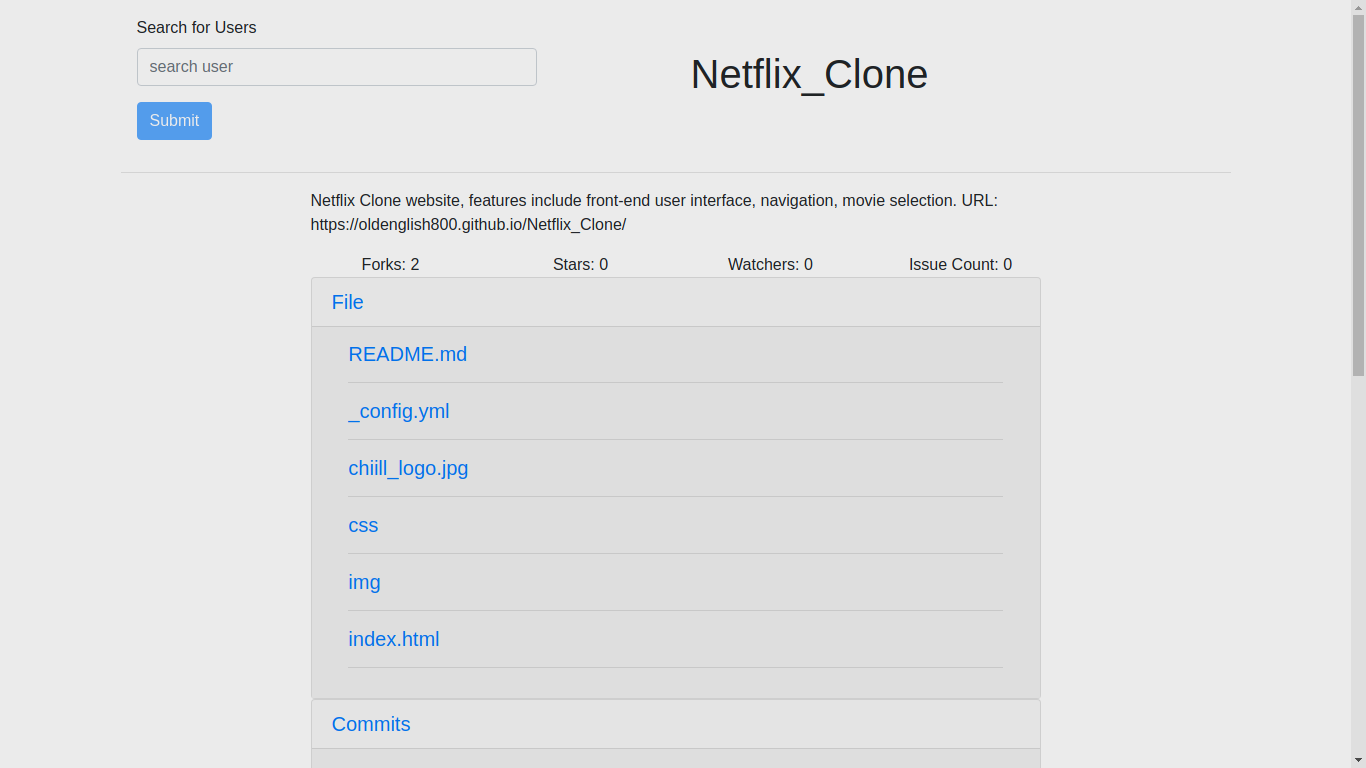 Search for Users
search user
Submit
Netflix_Clone
Netflix Clone website, features include front-end user interface, navigation, movie selection. URL:
https://oldenglish800.github.io/Netflix_Clone/
Forks: 2 Stars: 0 Watchers: 0 Issue Count: 0
File
README.md
_config.yml
chiill_logo.jpg
css
img
index.html
Commits